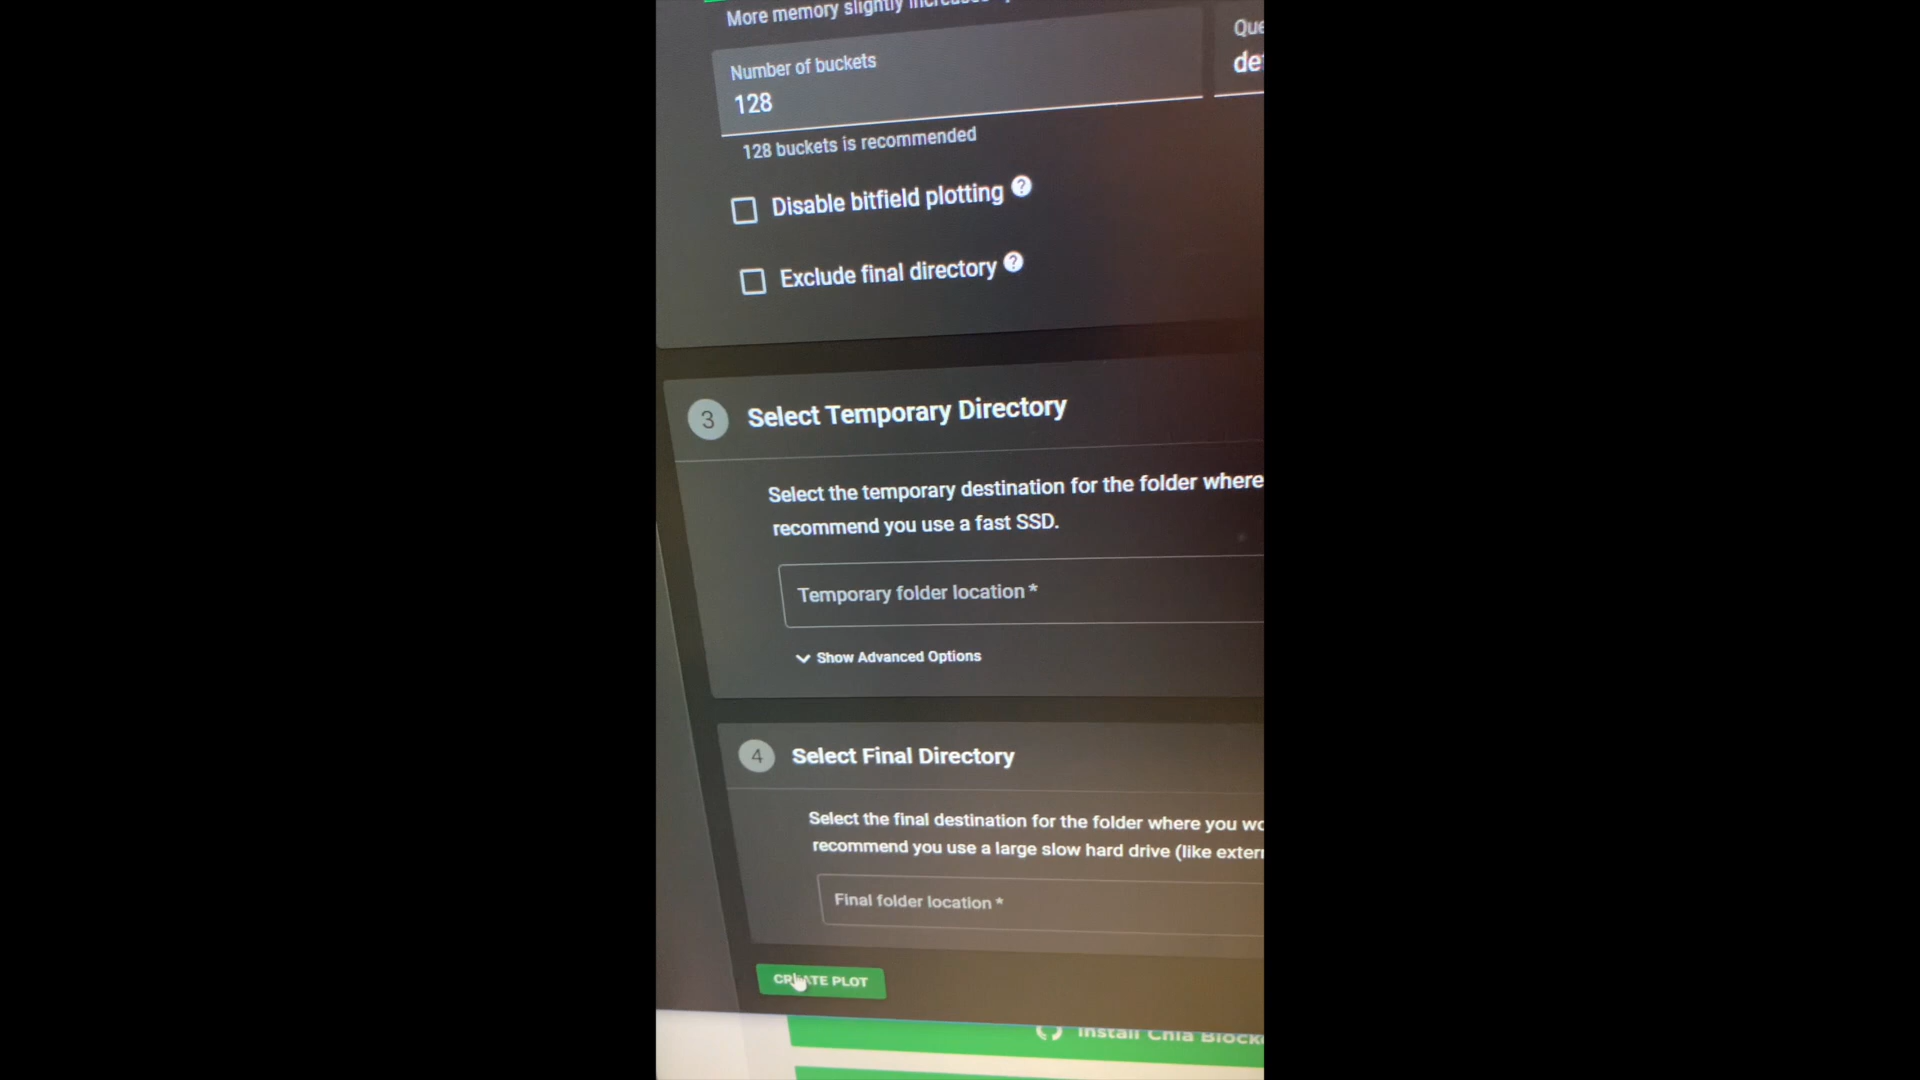 More memory slightly
Number of buckets
128
128 buckets is recommended
Disable bitfield plotting ?
Exclude final directory ?
3 Select Temporary Directory
Select the temporary destination for the folder where
recommend you use a fast SSD.
Temporary folder location *
Show Advanced Options
4 Select Final Directory
Select the final destination for the folder where you
recommend you use a large slow hard drive (like
Final folder location *
CREATE PLOT
Install Chia